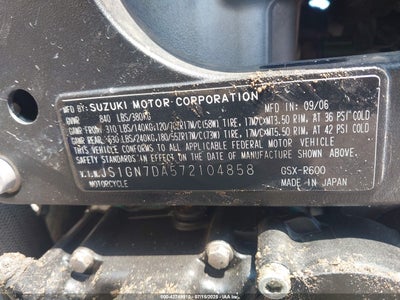 MFD BY: SUZUKI MOTOR CORPORATION MFD IN: 09/06
GVWR 840 LBS/380KG
GAWR FRONT 310 LBS/140KG,120/70ZR17M/C(58W) TIRE, 17M/C×MT3.50 RIM, AT 36 PSI COLD
GAWR REAR 530 LBS/240KG,180/55ZR17M/C(73W) TIRE, 17M/C×MT5.50 RIM, AT 42 PSI COLD
THIS VEHICLE CONFORMS TO ALL APPLICABLE FEDERAL MOTOR VEHICLE
SAFETY STANDARDS IN EFFECT ON THE DATE OF MANUFACTURE SHOWN ABOVE.
V.I.N. JS1GN7DA572104858 GSX-R600
MOTORCYCLE MADE IN JAPAN